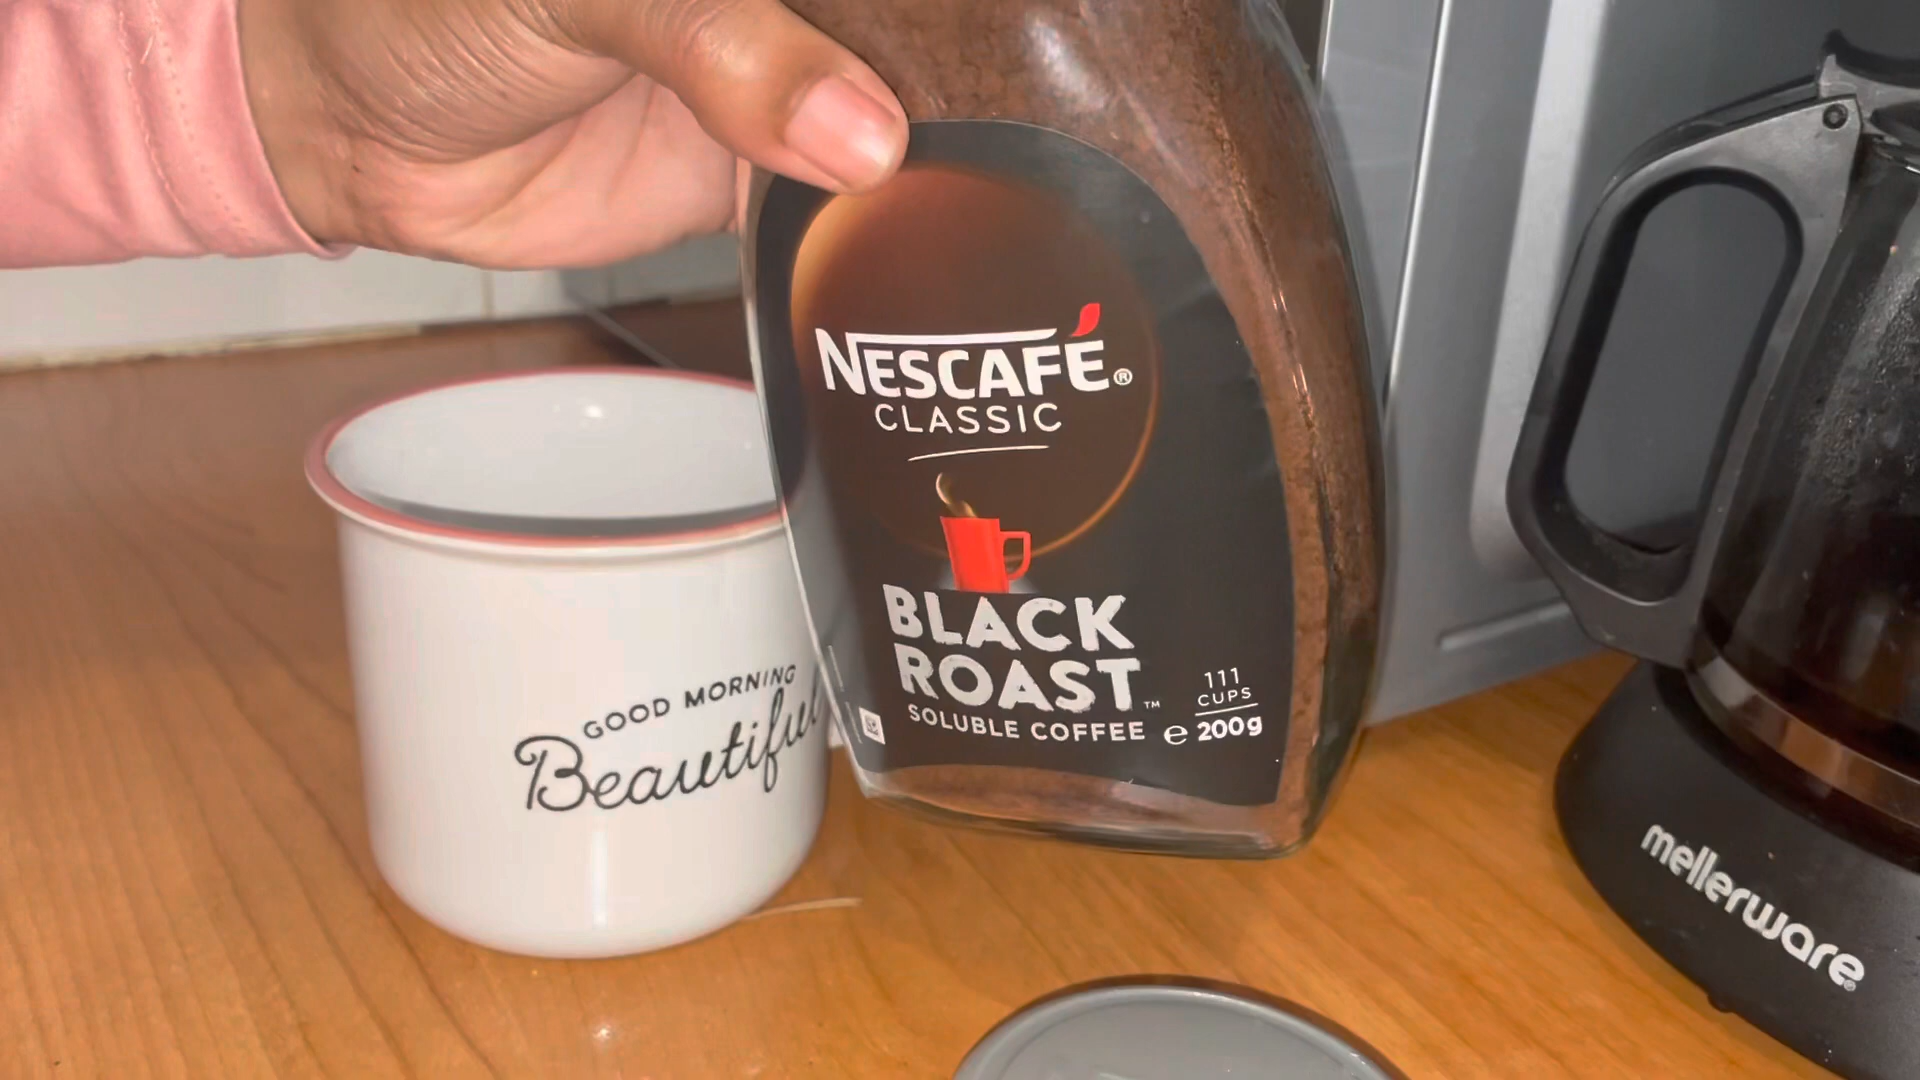 NESCAFÉ®
CLASSIC
BLACK
ROAST™
SOLUBLE COFFEE
111
CUPS
℮ 200g
GOOD MORNING
Beautiful
mellerware®